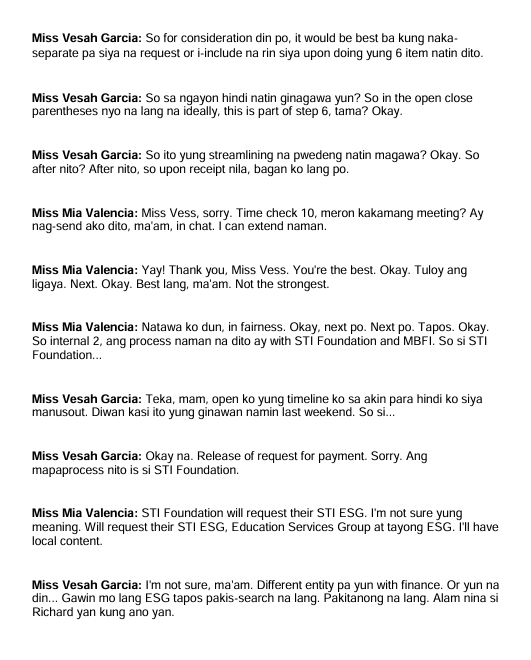 Miss Vesah Garcia: So for consideration din po, it would be best ba kung naka-
separate pa siya na request or i-include na rin siya upon doing yung 6 item natin dito.
Miss Vesah Garcia: So sa ngayon hindi natin ginagawa yun? So in the open close
parentheses nyo na lang na ideally, this is part of step 6, tama? Okay.
Miss Vesah Garcia: So ito yung streamlining na pwedeng natin magawa? Okay. So
after nito? After nito, so upon receipt nila, bagan ko lang po.
Miss Mia Valencia: Miss Vess, sorry. Time check 10, meron kakamang meeting? Ay
nag-send ako dito, ma'am, in chat. I can extend naman.
Miss Mia Valencia: Yay! Thank you, Miss Vess. You're the best. Okay. Tuloy ang
ligaya. Next. Okay. Best lang, ma'am. Not the strongest.
Miss Mia Valencia: Natawa ko dun, in fairness. Okay, next po. Next po. Tapos. Okay.
So internal 2, ang process naman na dito ay with STI Foundation and MBFI. So si STI
Foundation...
Miss Vesah Garcia: Teka, mam, open ko yung timeline ko sa akin para hindi ko siya
manusout. Diwan kasi ito yung ginawan namin last weekend. So si...
Miss Vesah Garcia: Okay na. Release of request for payment. Sorry. Ang
mapaprocess nito is si STI Foundation.
Miss Mia Valencia: STI Foundation will request their STI ESG. I'm not sure yung
meaning. Will request their STI ESG, Education Services Group at tayong ESG. I'll have
local content.
Miss Vesah Garcia: I'm not sure, ma'am. Different entity pa yun with finance. Or yun na
din... Gawin mo lang ESG tapos pakis-search na lang. Pakitanong na lang. Alam nina si
Richard yan kung ano yan.